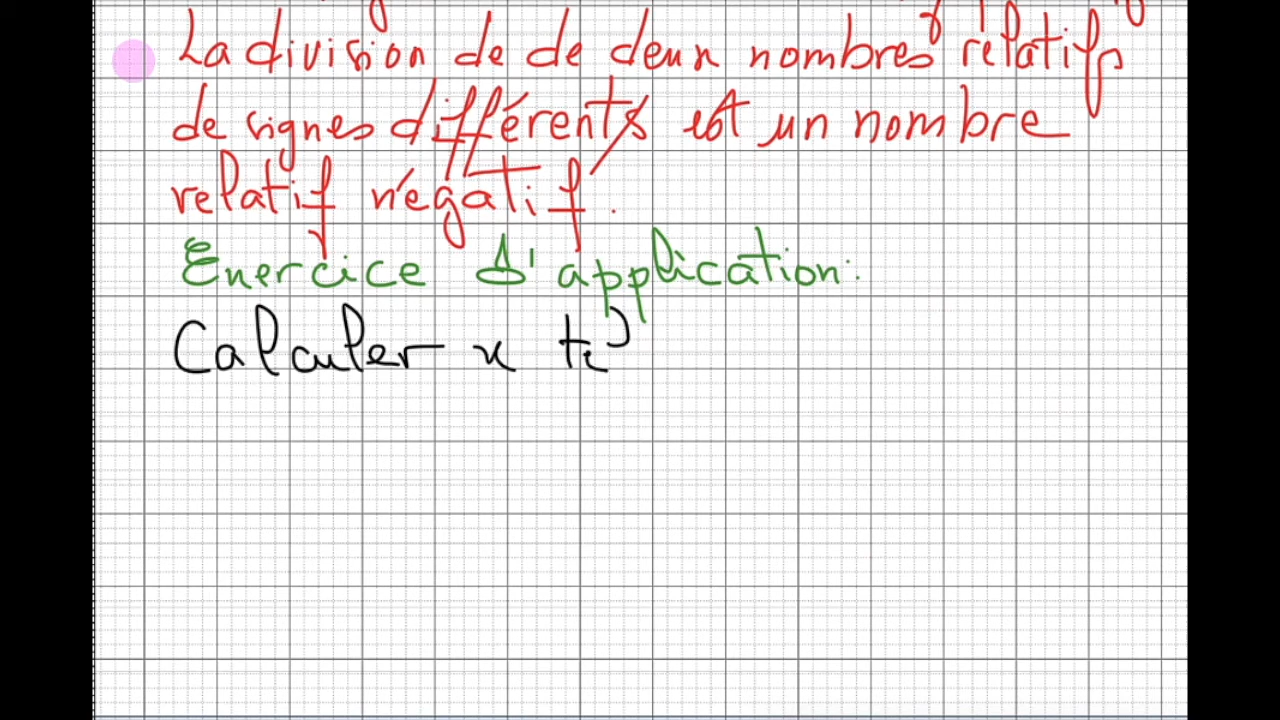 La division de de deux nombres relatifs
de signes différents est un nombre
relatif négatif.
Exercice d'application:
Calculer x